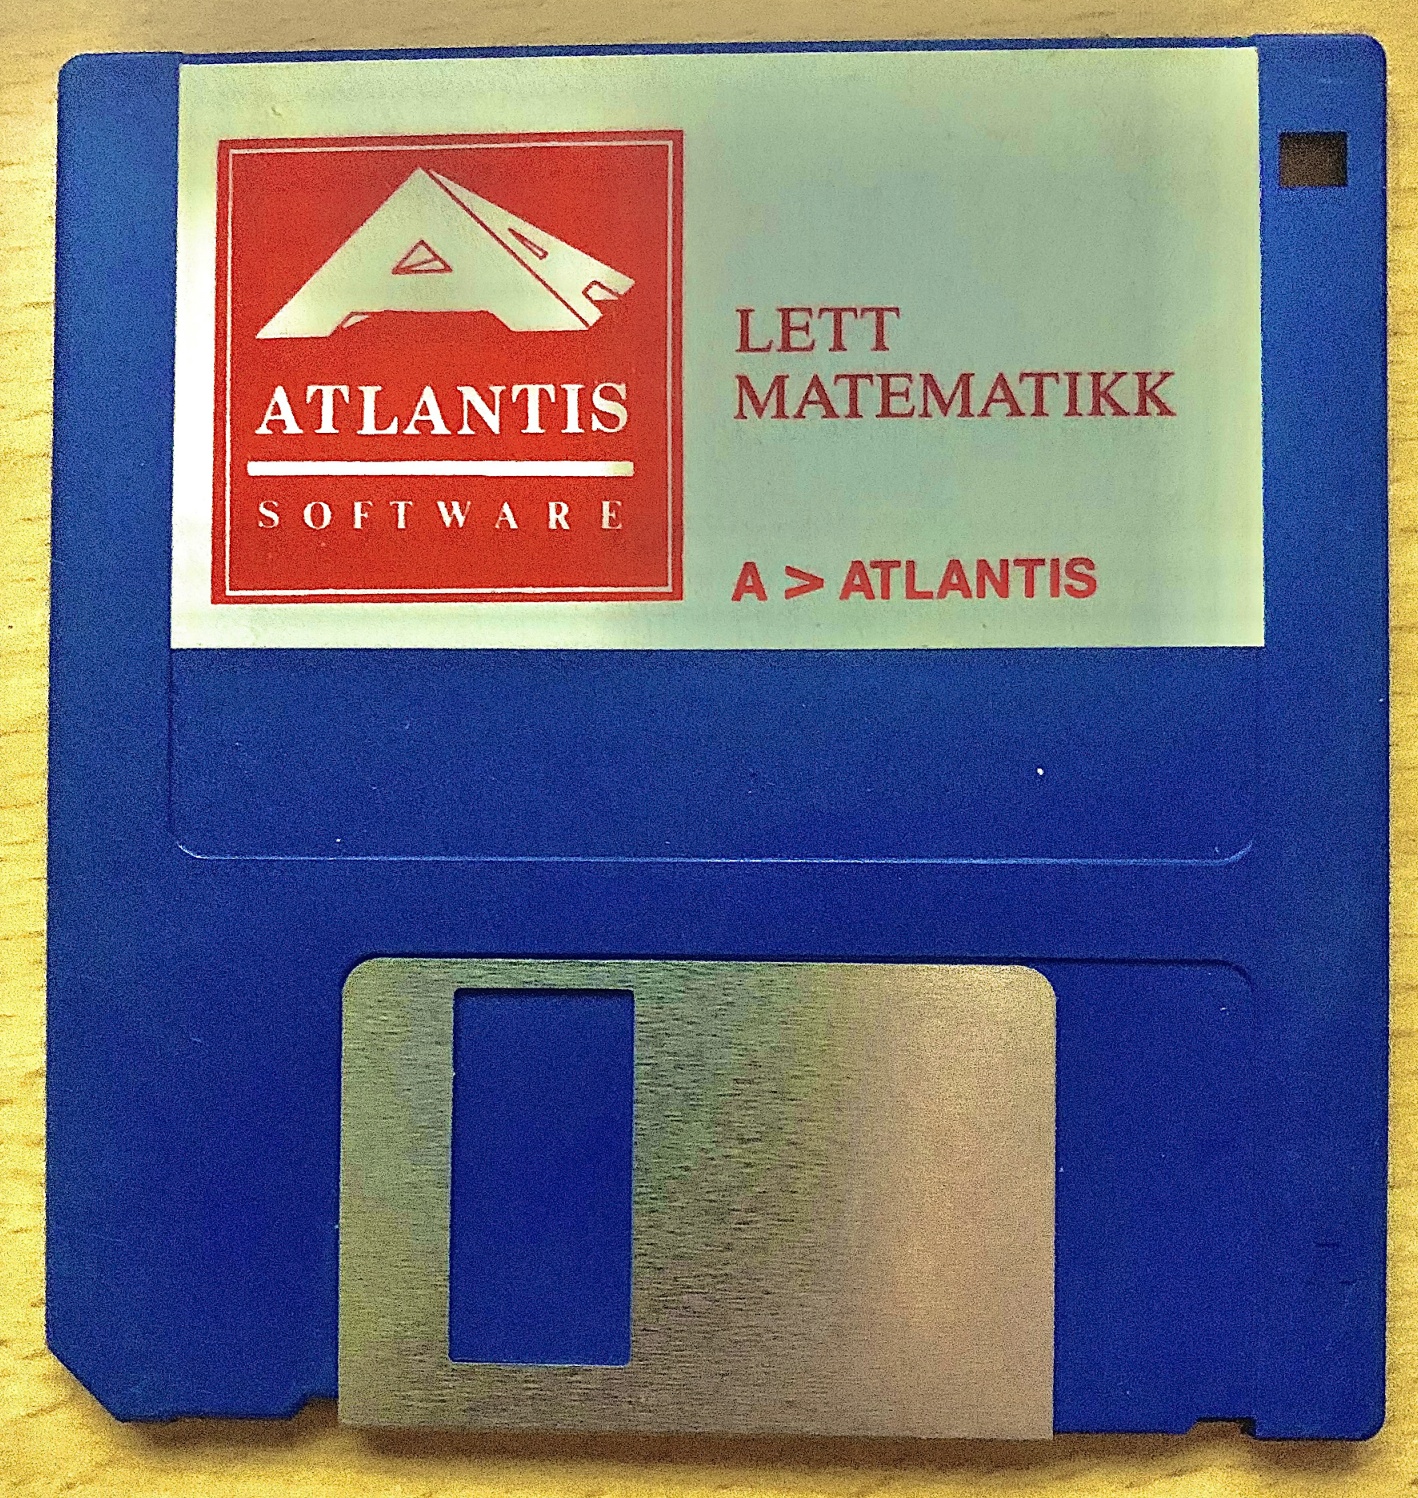 ATLANTIS
SOFTWARE
LETT
MATEMATIKK
A > ATLANTIS